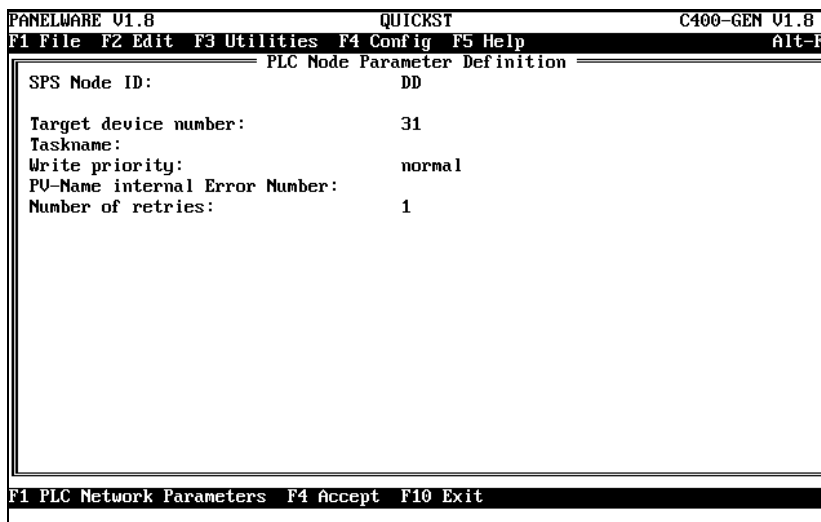 PANELWARE V1.8 QUICKST C400-GEN V1.8
F1 File F2 Edit F3 Utilities F4 Config F5 Help Alt-F
PLC Node Parameter Definition
SPS Node ID: DD
Target device number: 31
Taskname:
Write priority: normal
PV-Name internal Error Number:
Number of retries: 1
F1 PLC Network Parameters F4 Accept F10 Exit